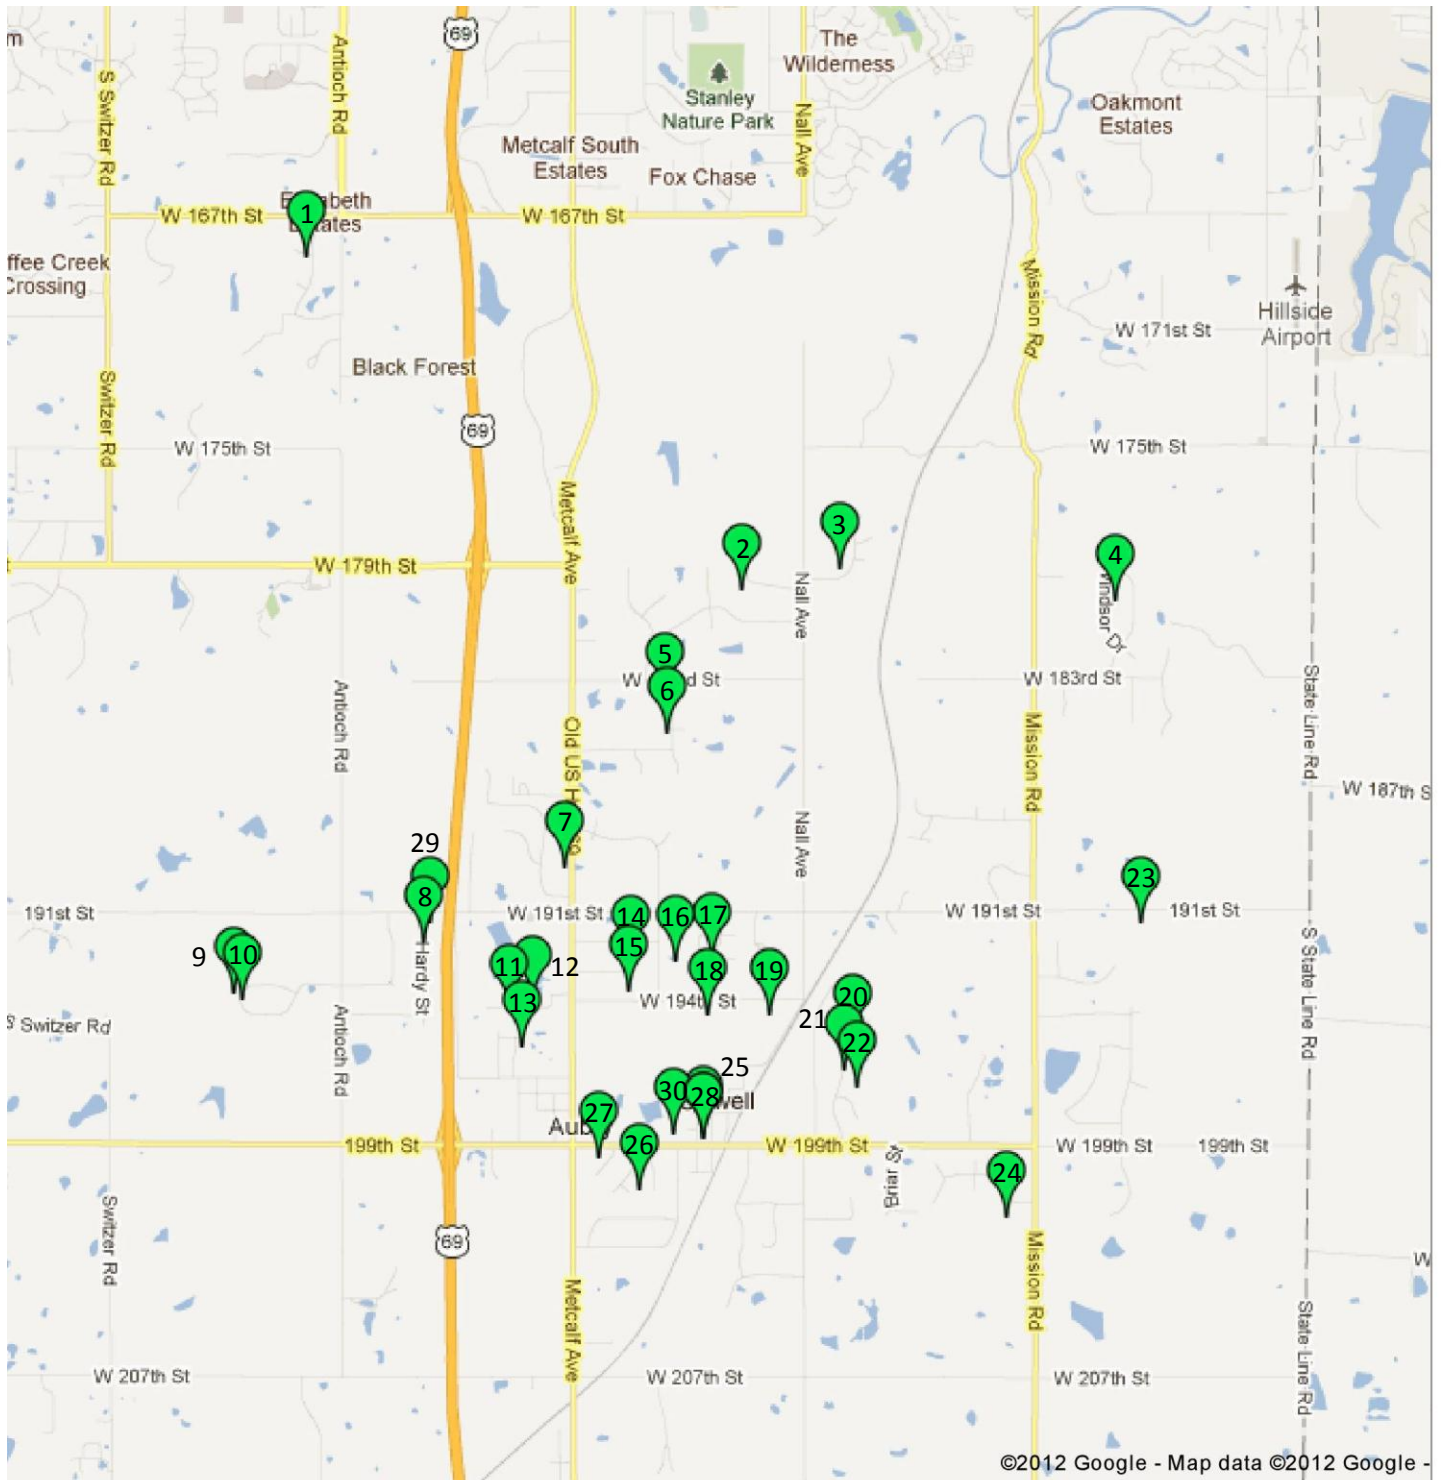 69
m
Antioch Rd
S Switzer Rd
The
Wilderness
Stanley
Nature Park
Nall Ave
Oakmont
Estates
Metcalf South
Estates
Fox Chase
1
W 167th St
W 167th St
ffee Creek
Crossing
Mission Rd
Hillside
Airport
W 171st St
Black Forest
Switzer Rd
69
W 175th St
W 175th St
Metcalf Ave
3
2
4
W 179th St
Nall Ave
Windsor Dr
5
6
W 183rd St
State Line Rd
Antioch Rd
Old US H
Mission Rd
W 187th S
7
Nall Ave
29
8
23
191st St
W 191st St
14
16
17
W 191st St
191st St
9
10
11
12
15
18
19
Hardy St
S State Line Rd
13
W 194th St
20
21
22
S Switzer Rd
Antioch Rd
25
30
28
well
27
Aub
26
199th St
W 199th St
W 199th St
199th St
Briar St
24
Switzer Rd
69
Mission Rd
W
Metcalf Ave
State Line Rd
W 207th St
W 207th St
W 207th St
©2012 Google - Map data ©2012 Google -